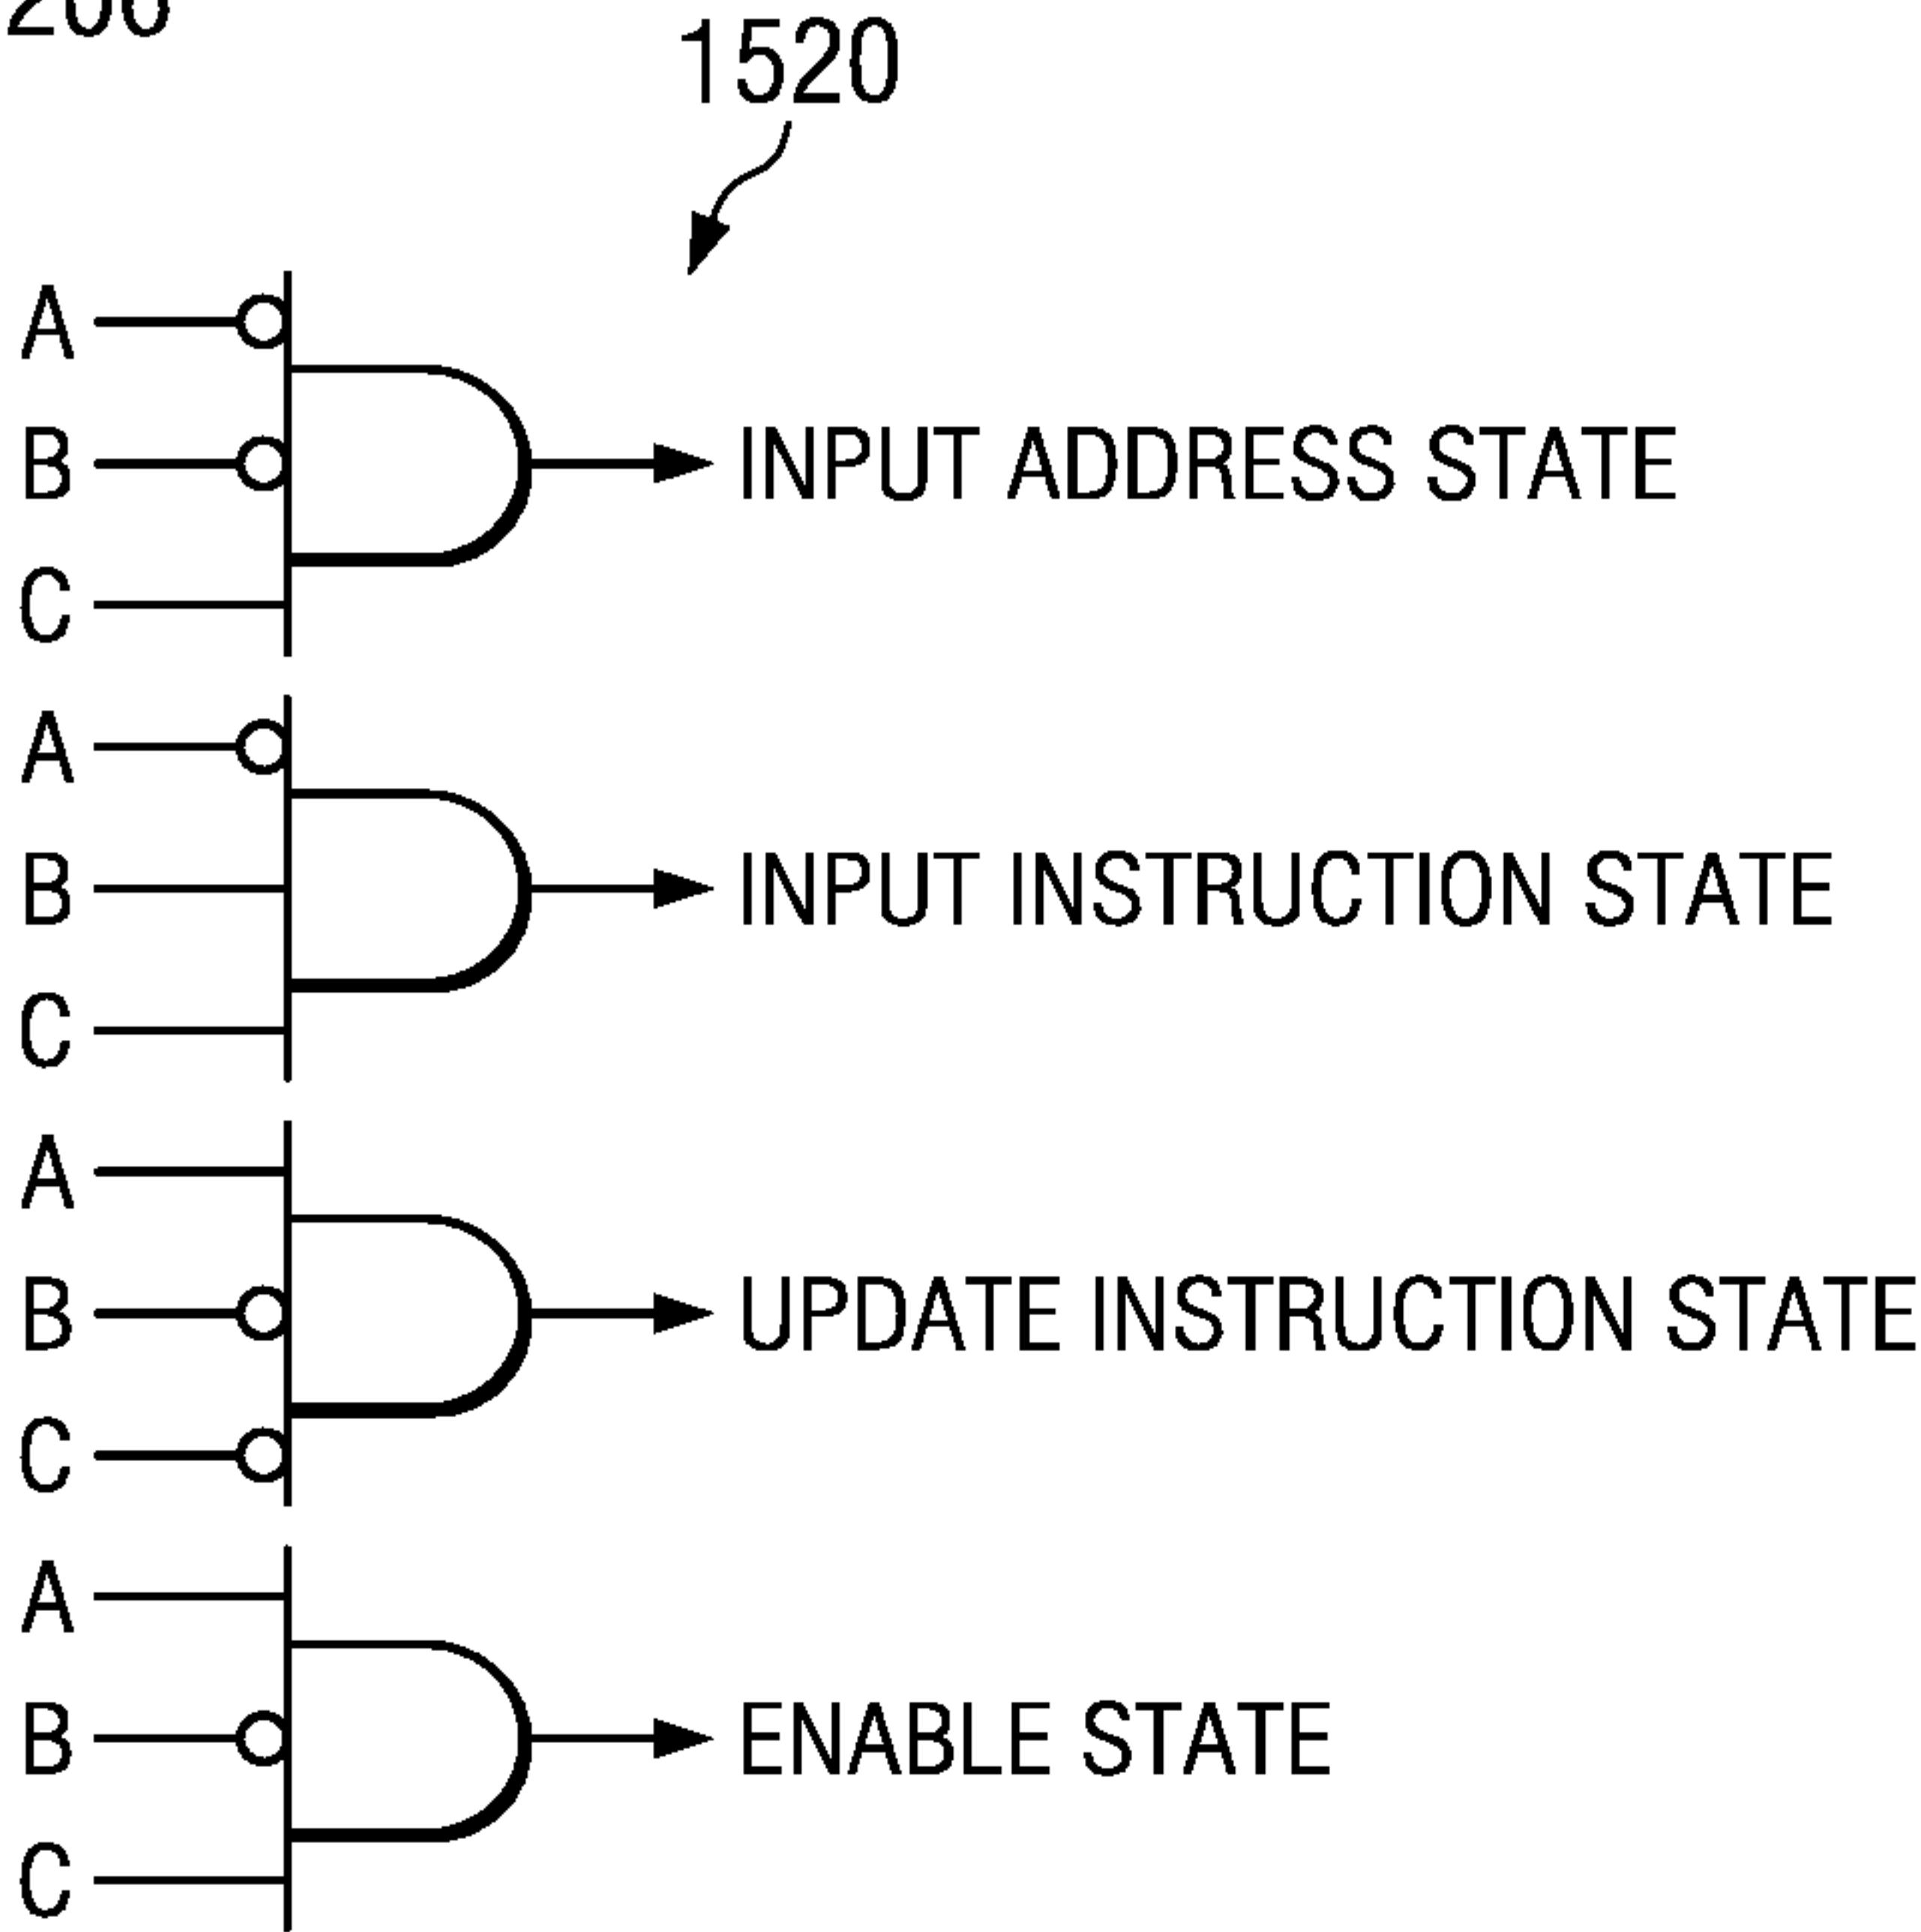 1520
A
B INPUT ADDRESS STATE
C
A
B INPUT INSTRUCTION STATE
C
A
B UPDATE INSTRUCTION STATE
C
A
B ENABLE STATE
C